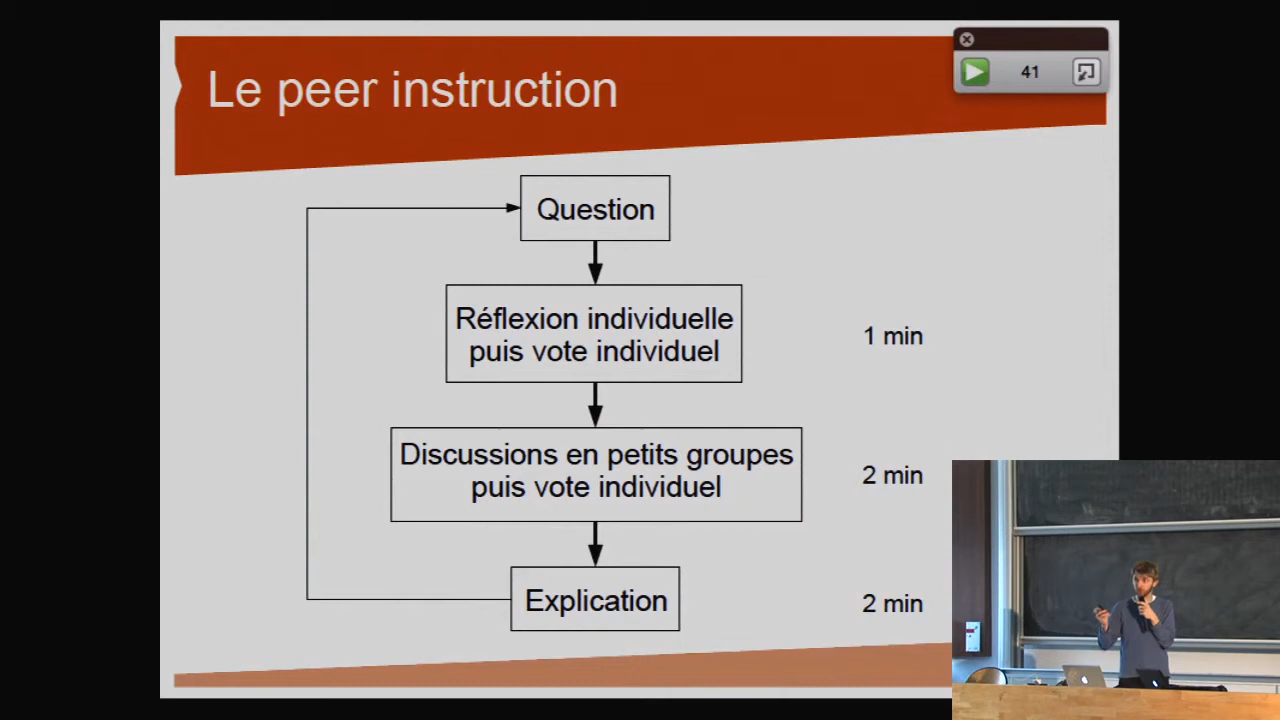 Le peer instruction
41
Question
Réflexion individuelle
puis vote individuel
1 min
Discussions en petits groupes
puis vote individuel
2 min
Explication
2 min